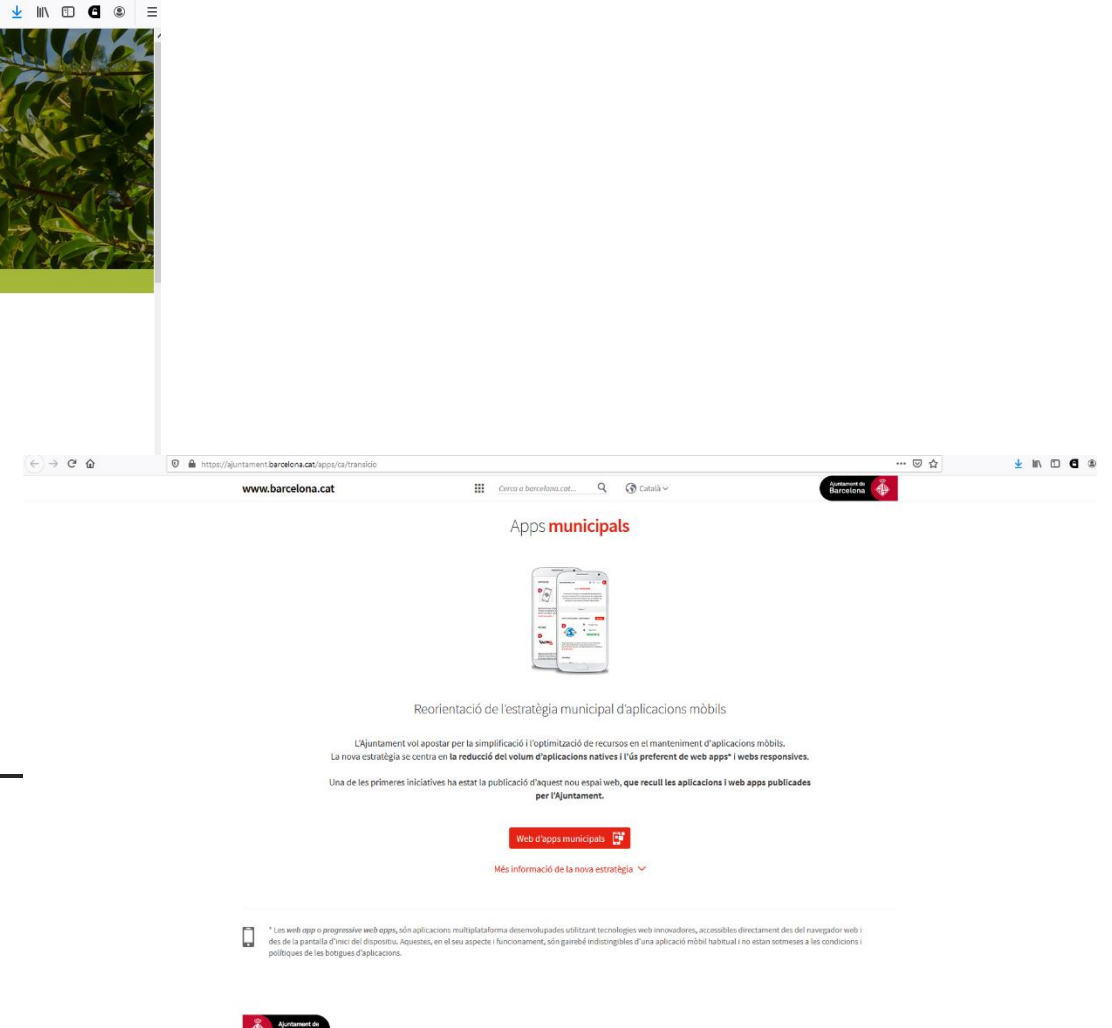 https://ajuntament.barcelona.cat/apps/ca/transicio
www.barcelona.cat
Cerca a barcelona.cat...
Català
Ajuntament de
Barcelona
Apps municipals
Reorientació de l'estratègia municipal d'aplicacions mòbils
L'Ajuntament vol apostar per la simplificació i l'optimització de recursos en el manteniment d'aplicacions mòbils.
La nova estratègia se centra en la reducció del volum d'aplicacions natives i l'ús preferent de web apps* i webs responsives.
Una de les primeres iniciatives ha estat la publicació d'aquest nou espai web, que recull les aplicacions i web apps publicades
per l'Ajuntament.
Web d'apps municipals
Més informació de la nova estratègia
* Les web app o progressive web apps, són aplicacions multiplataforma desenvolupades utilitzant tecnologies web innovadores, accessibles directament des del navegador web i
des de la pantalla d'inici del dispositiu. Aquestes, en el seu aspecte i funcionament, són gairebé indistingibles d'una aplicació mòbil habitual i no estan sotmeses a les condicions i
polítiques de les botigues d'aplicacions.
Ajuntament de